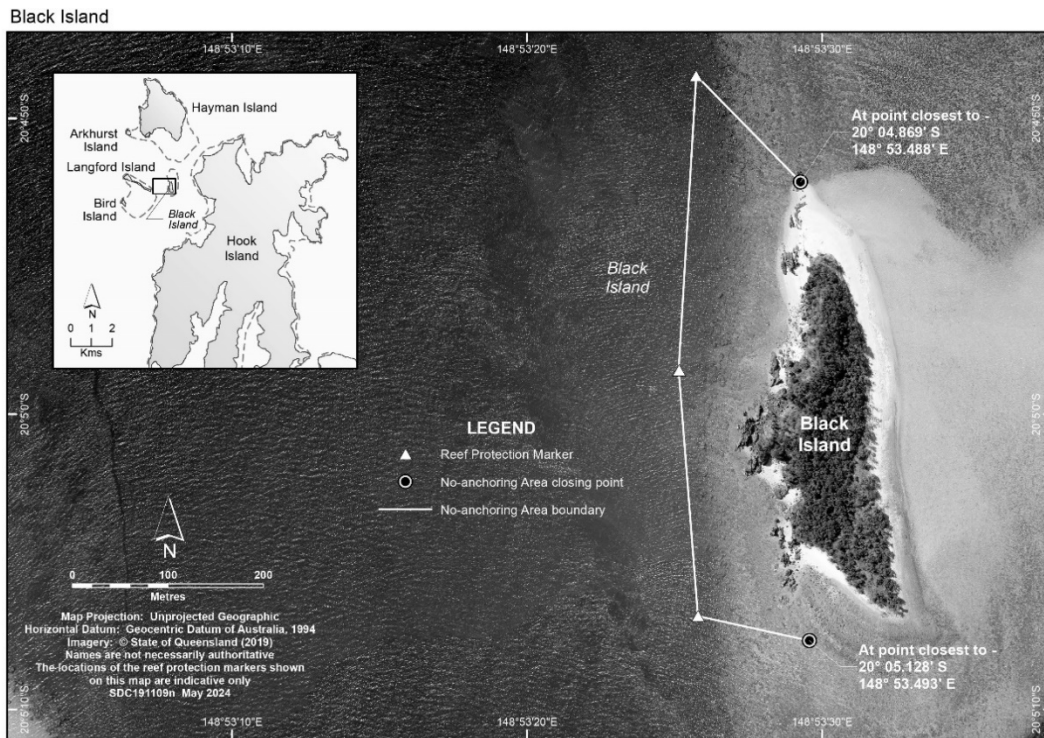 Black Island
148°53'10"E
148°53'20"E
148°53'30"E
20°4'50"S
20°4'50"S
Hayman Island
Arkhurst
Island
Langford Island
Bird
Island
Black
Island
Hook
Island
N
0 1 2
Kms
At point closest to -
20° 04.869' S
148° 53.488' E
Black
Island
20°5'0"S
20°5'0"S
LEGEND
Reef Protection Marker
No-anchoring Area closing point
No-anchoring Area boundary
Black
Island
N
0 100 200
Metres
Map Projection: Unprojected Geographic
Horizontal Datum: Geocentric Datum of Australia, 1994
Imagery: © State of Queensland (2019)
Names are not necessarily authoritative
The locations of the reef protection markers shown
on this map are indicative only
SDC191109n May 2024
At point closest to -
20° 05.128' S
148° 53.493' E
20°5'10"S
20°5'10"S
148°53'10"E
148°53'20"E
148°53'30"E